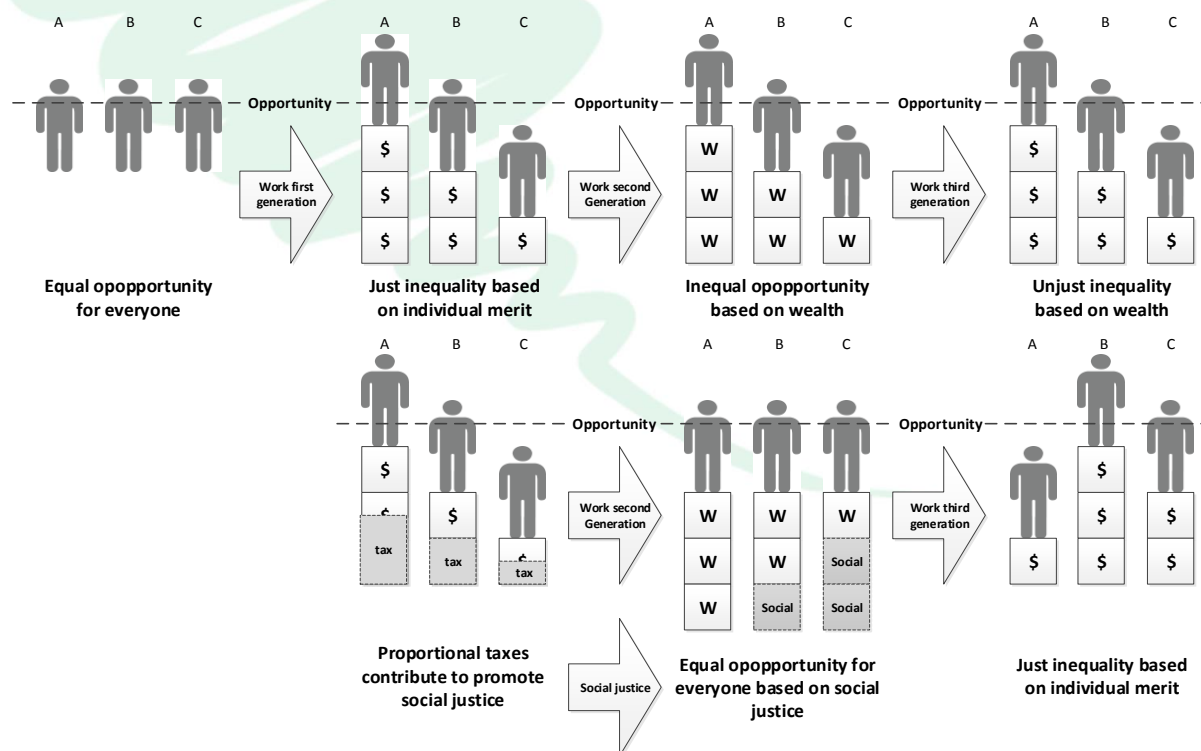 A B C A B C A B C A B C
Opportunity Opportunity Opportunity
$ W $
Work first
generation
Work second
Generation
Work third
generation
$ $ W W $ $
$ $ $ W W W $ $ $
Equal opopportunity
for everyone
Just inequality based
on individual merit
Inequal opopportunity
based on wealth
Unjust inequality
based on wealth
A B C A B C A B C
Opportunity Opportunity
$ $
$ $ W W W $ $
Work second
Generation
Work third
generation
tax tax $ tax W W Social $ $ $
W Social Social
Proportional taxes
contribute to promote
social justice
Social justice
Equal opopportunity for
everyone based on social
justice
Just inequality based
on individual merit